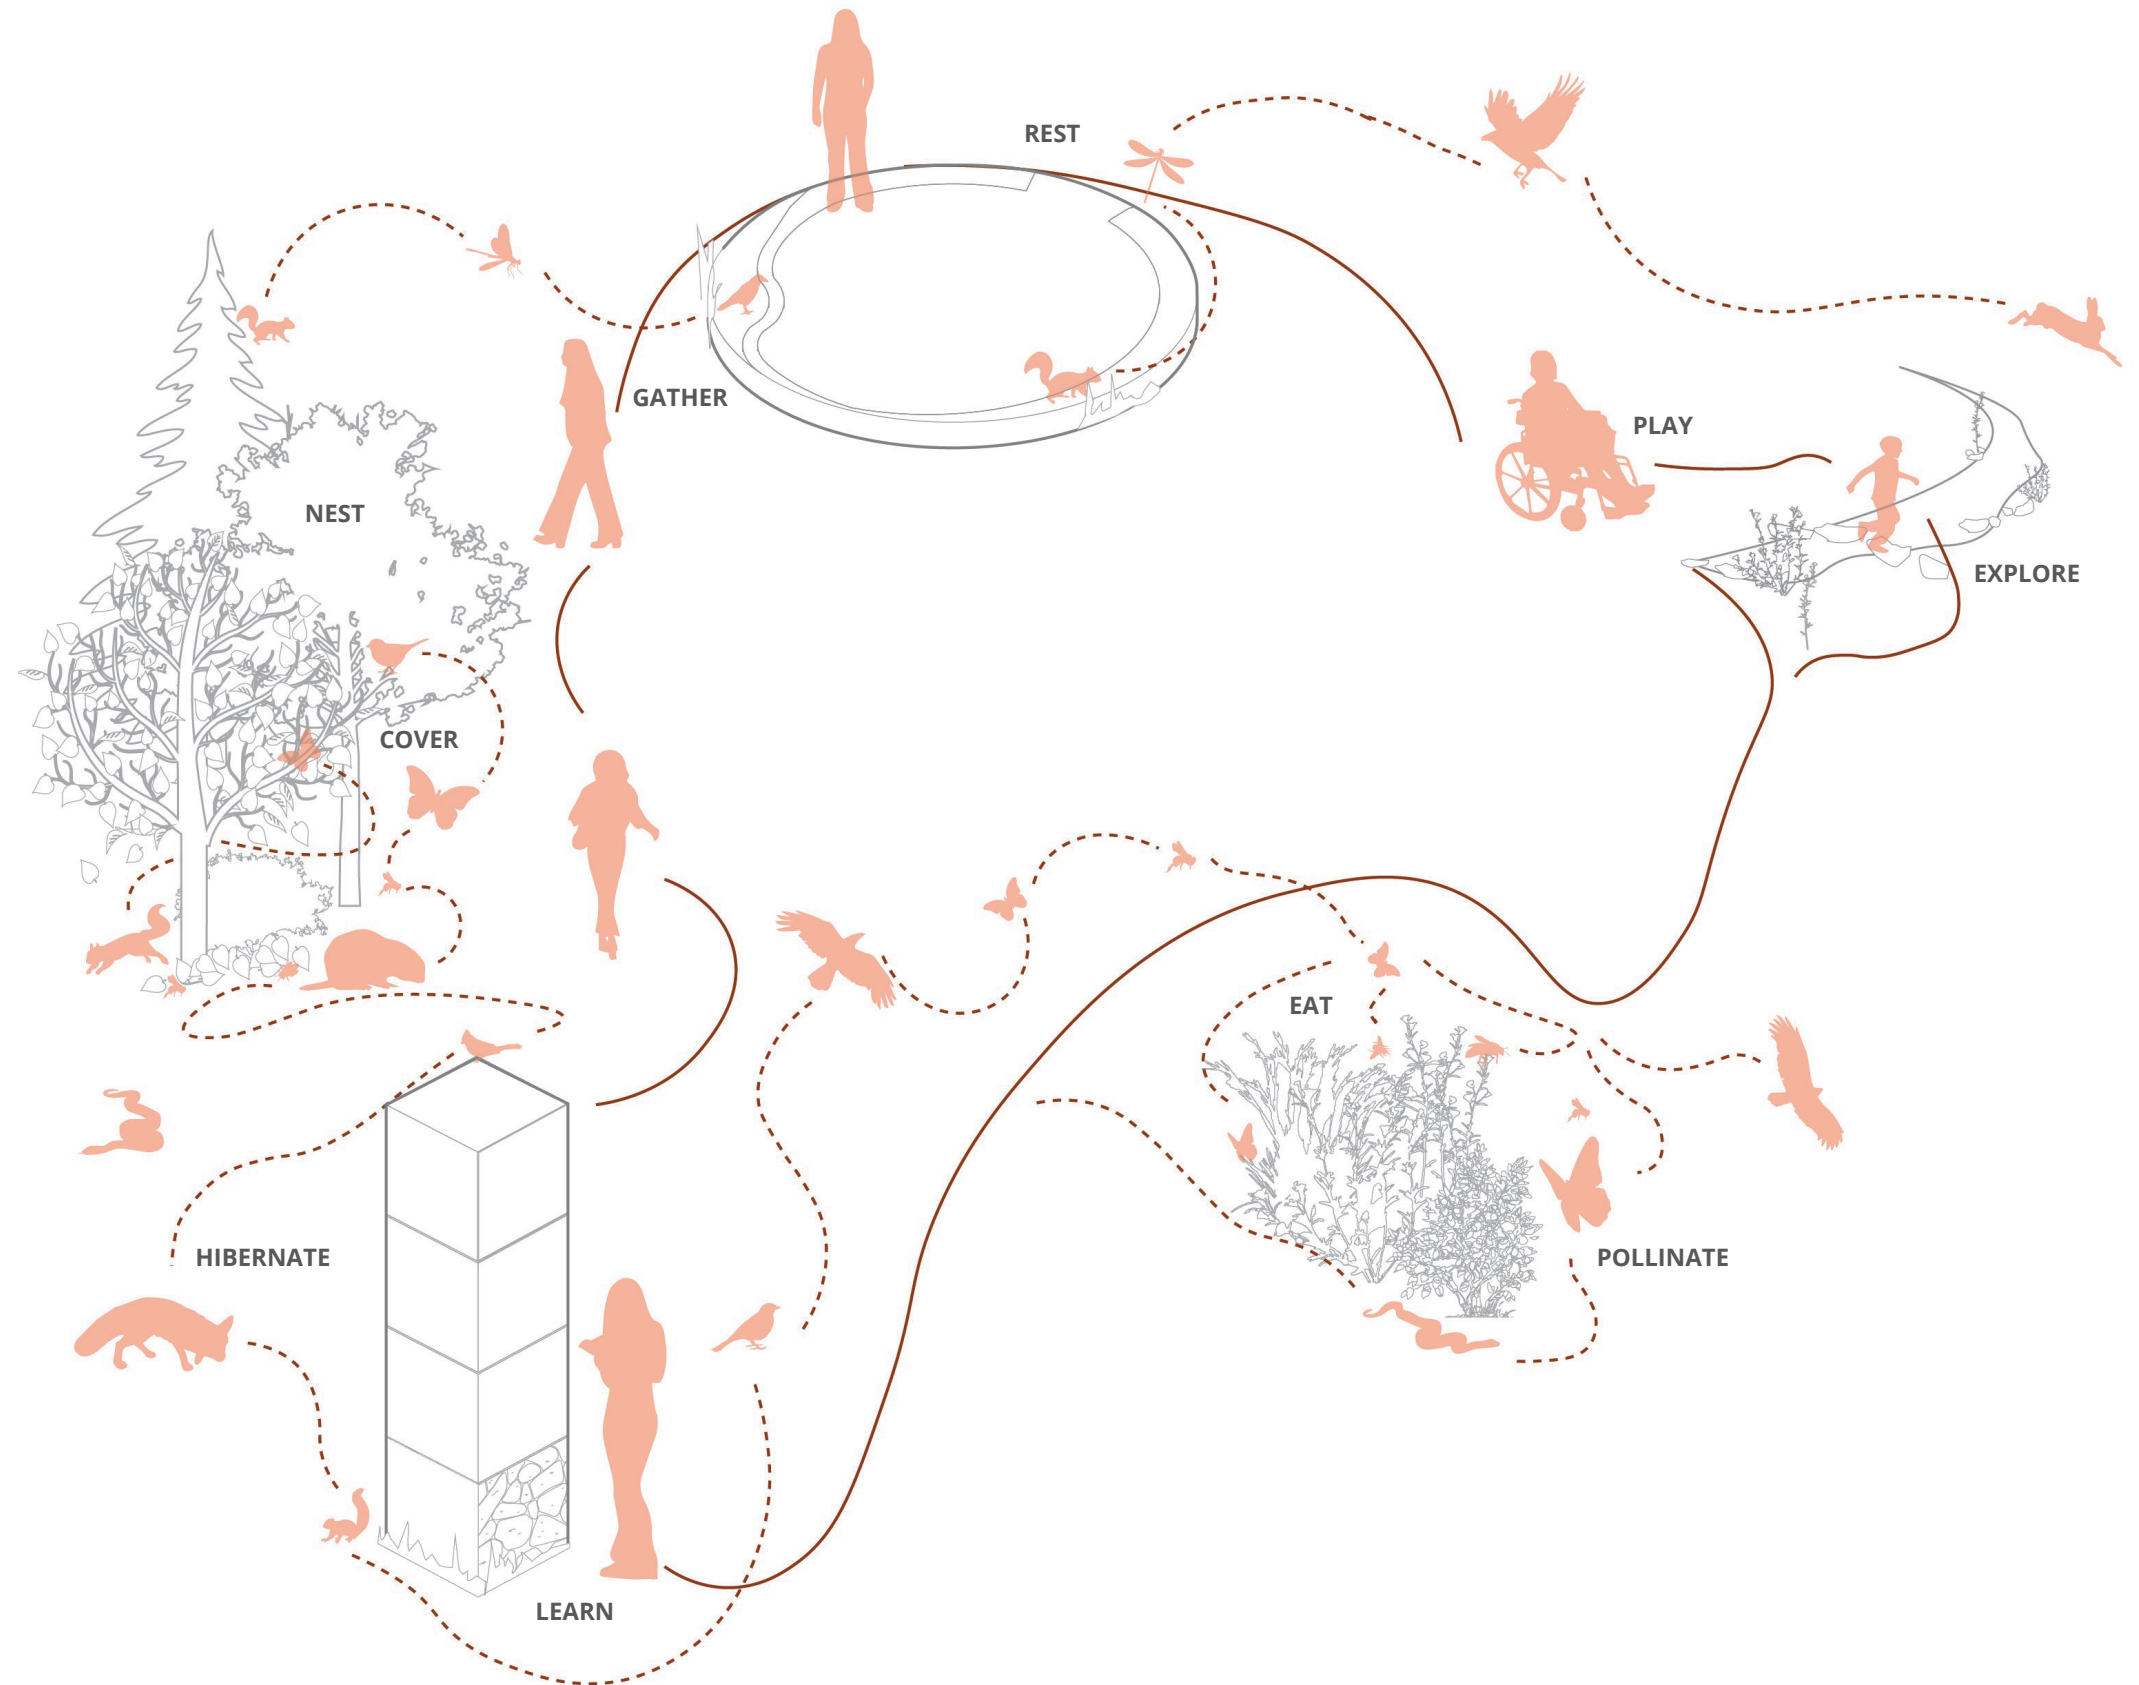 REST
GATHER
PLAY
NEST
EXPLORE
COVER
EAT
HIBERNATE
POLLINATE
LEARN